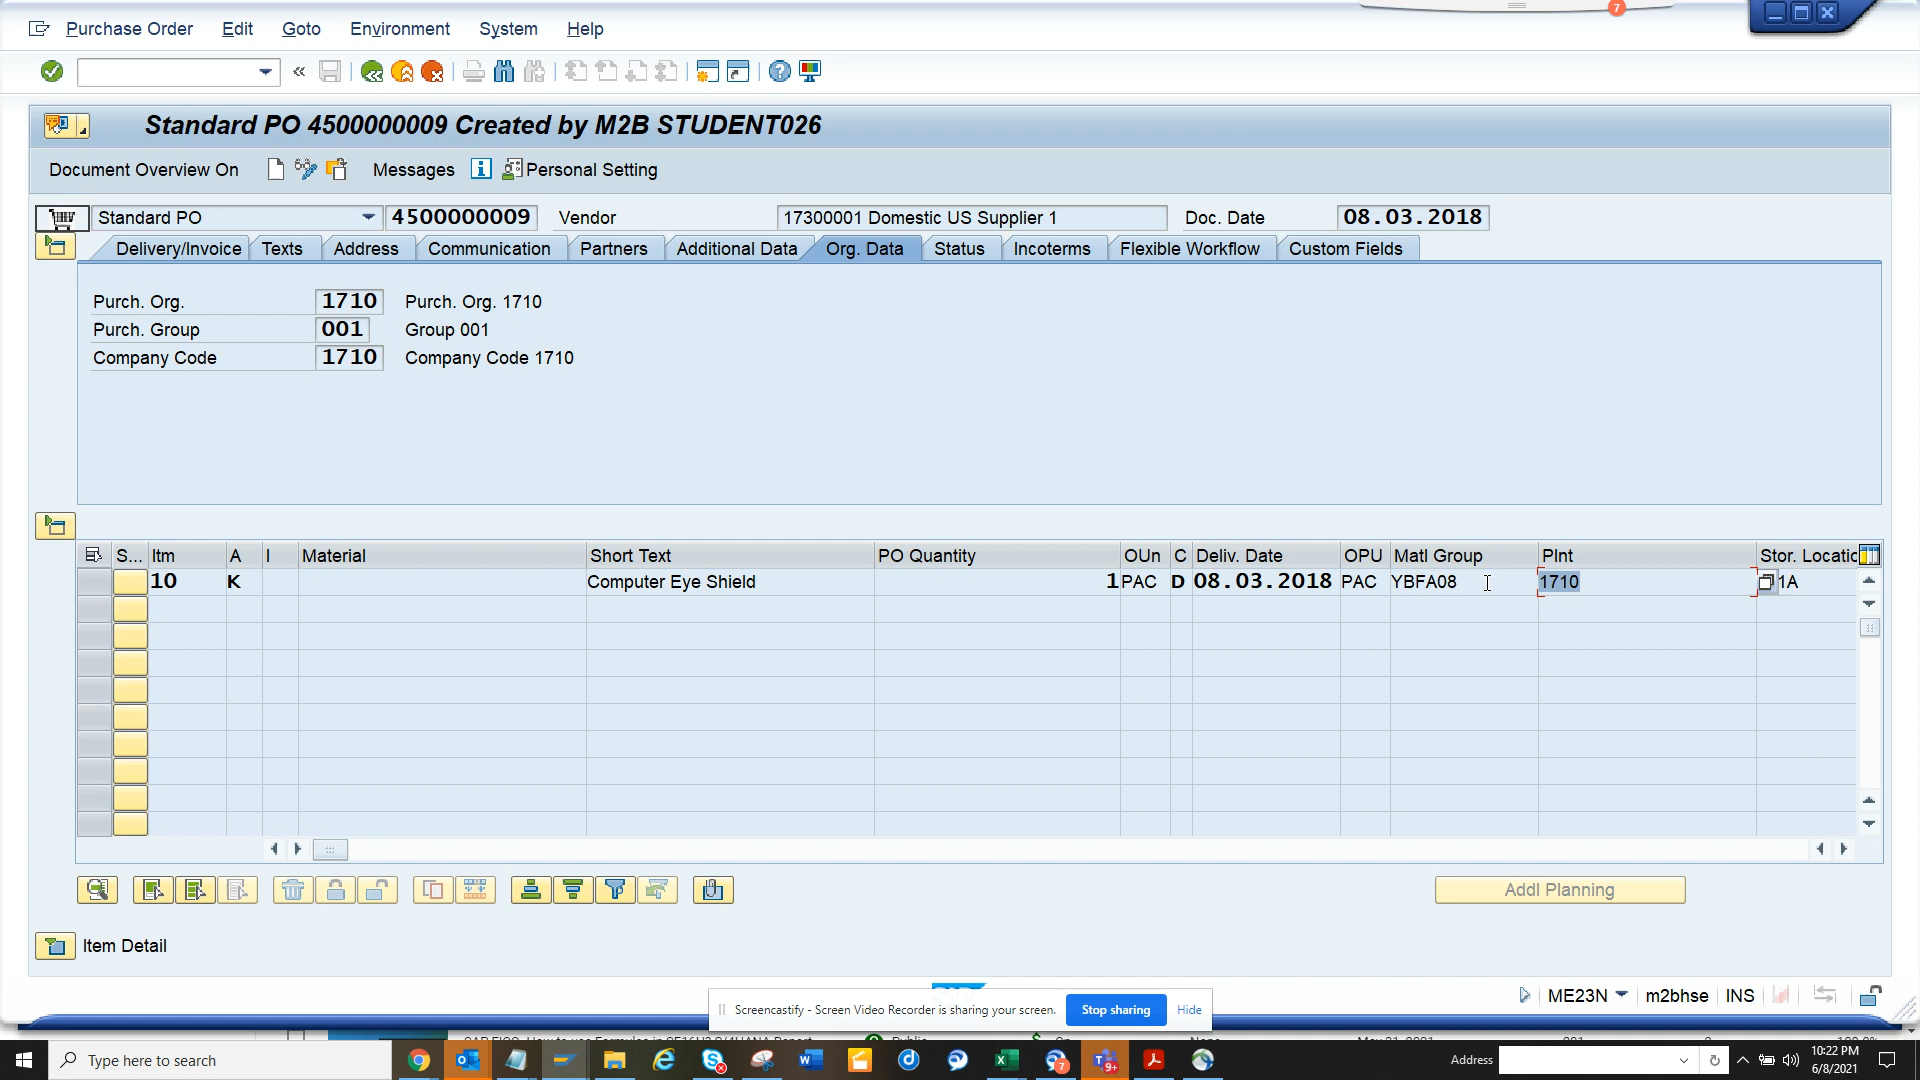 7
Purchase Order Edit Goto Environment System Help
Standard PO 4500000009 Created by M2B STUDENT026
Document Overview On Messages Personal Setting
Standard PO 4500000009 Vendor 17300001 Domestic US Supplier 1 Doc. Date 08.03.2018
Delivery/Invoice Texts Address Communication Partners Additional Data Org. Data Status Incoterms Flexible Workflow Custom Fields
Purch. Org. 1710 Purch. Org. 1710
Purch. Group 001 Group 001
Company Code 1710 Company Code 1710
S... Itm A I Material Short Text PO Quantity OUn C Deliv. Date OPU Matl Group Plnt Stor. Locatic
10 K Computer Eye Shield 1 PAC D 08.03.2018 PAC YBFA08 1710 1A
Addl Planning
Item Detail
ME23N m2bhse INS
Screencastify - Screen Video Recorder is sharing your screen. Stop sharing Hide
Type here to search
7
9+
Address
10:22 PM
6/8/2021